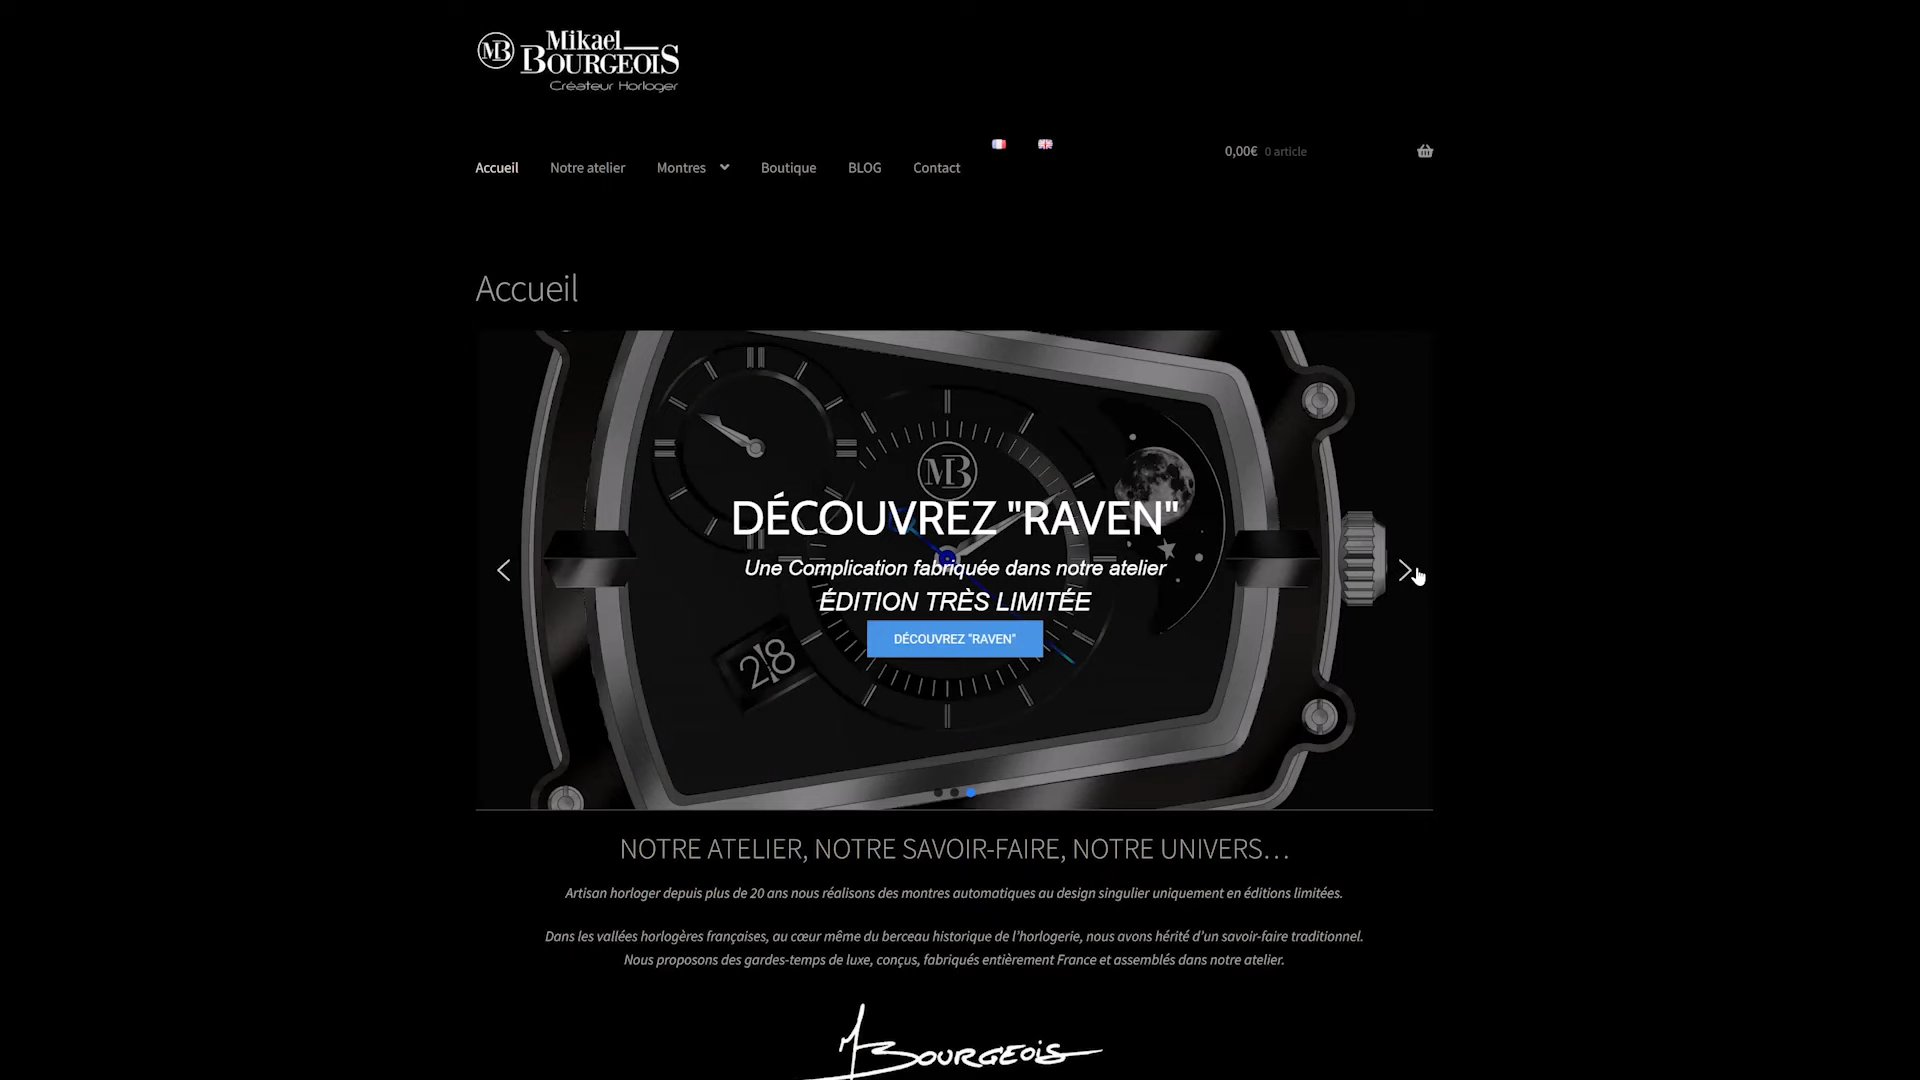 MB Mikael
BOURGEOIS
Créateur Horloger
0,00€ 0 article
Accueil Notre atelier Montres Boutique BLOG Contact
Accueil
MB
DÉCOUVREZ "RAVEN"
Une Complication fabriquée dans notre atelier
ÉDITION TRÈS LIMITÉE
DÉCOUVREZ "RAVEN"
28
NOTRE ATELIER, NOTRE SAVOIR-FAIRE, NOTRE UNIVERS…
Artisan horloger depuis plus de 20 ans nous réalisons des montres automatiques au design singulier uniquement en éditions limitées.
Dans les vallées horlogères françaises, au cœur même du berceau historique de l'horlogerie, nous avons hérité d'un savoir-faire traditionnel.
Nous proposons des gardes-temps de luxe, conçus, fabriqués entièrement France et assemblés dans notre atelier.
MBOURGEOIS